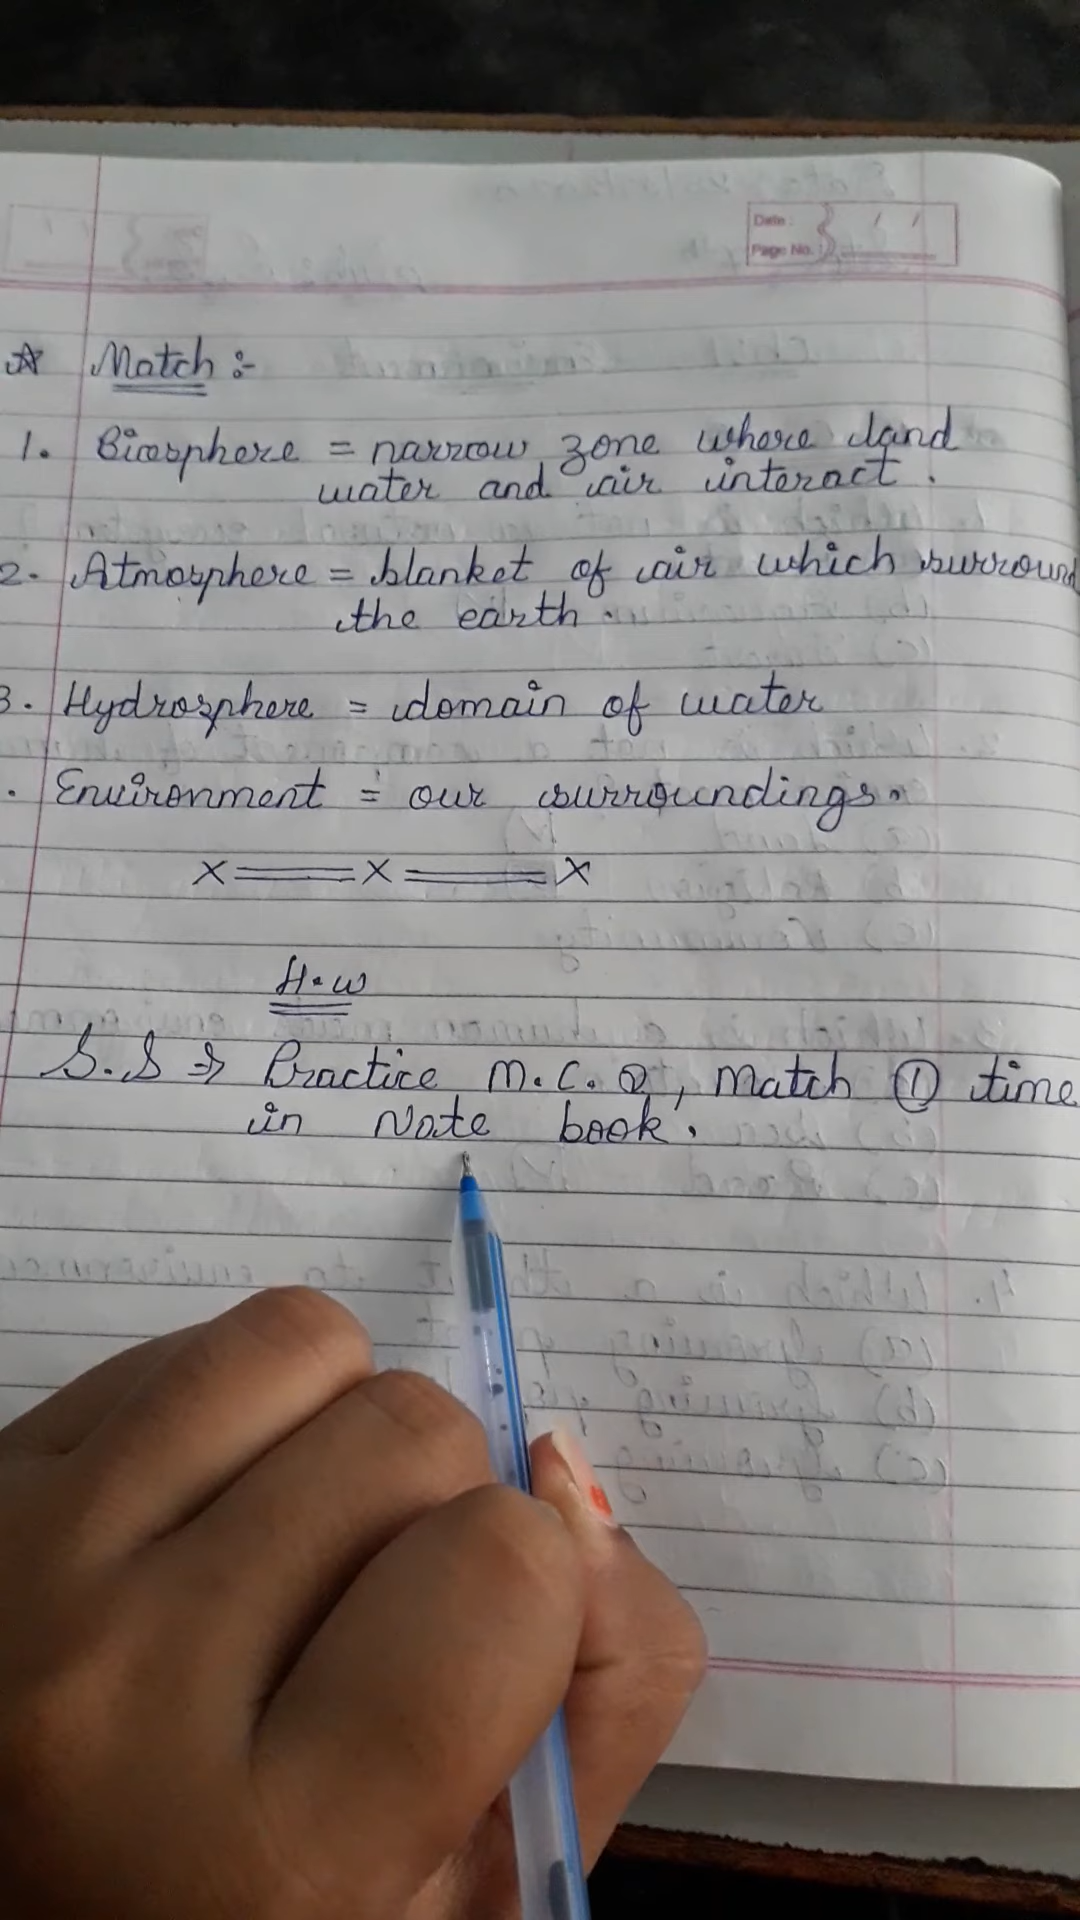 Date :
Page No. :
☆ Match :-
1. Biosphere = narrow zone where land
water and air interact.
2. Atmosphere = blanket of air which surround
the earth.
3. Hydrosphere = domain of water
. Environment = our surroundings.
X ═══ X ═══ X
H.w
S.S ⇒ Practice M.C.Q, Match ① time
in Note book.